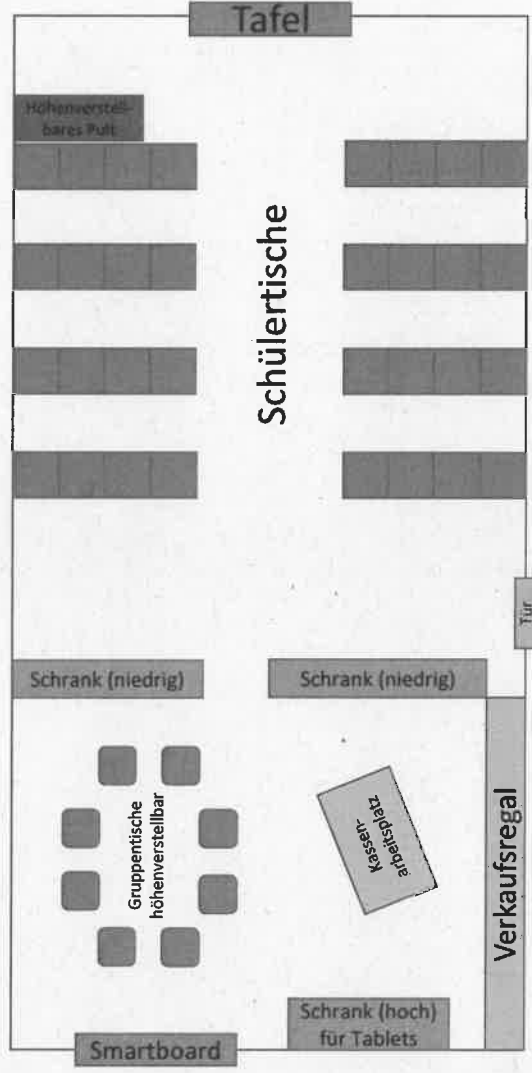 Tafel
Höhenverstell-
bares Pult
Schülertische
Tür
Schrank (niedrig)
Schrank (niedrig)
Gruppentische
höhenverstellbar
Kassen-
arbeitsplatz
Verkaufsregal
Schrank (hoch)
für Tablets
Smartboard